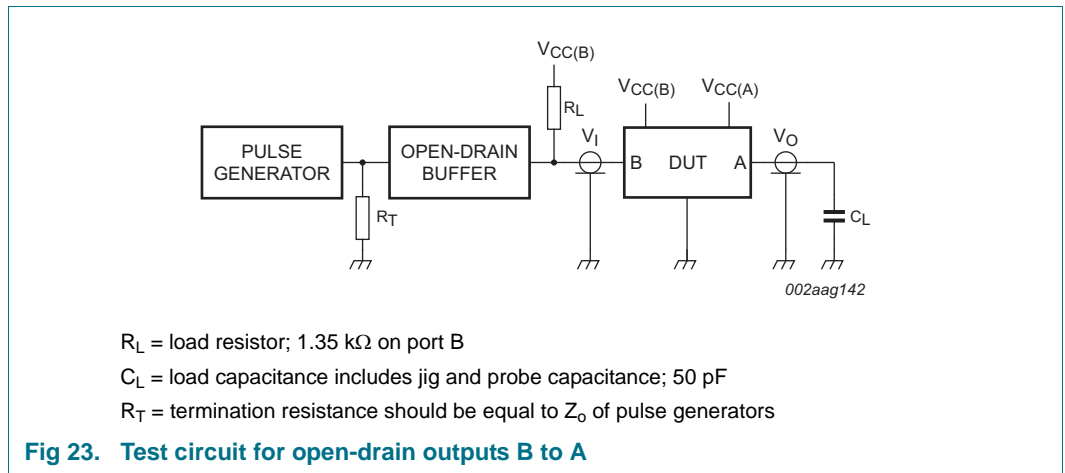 VCC(B)
RL
VCC(B)
VCC(A)
PULSE
GENERATOR
OPEN-DRAIN
BUFFER
VI
B
DUT
A
VO
RT
CL
002aag142
RL = load resistor; 1.35 kΩ on port B
CL = load capacitance includes jig and probe capacitance; 50 pF
RT = termination resistance should be equal to Zo of pulse generators
Fig 23. Test circuit for open-drain outputs B to A